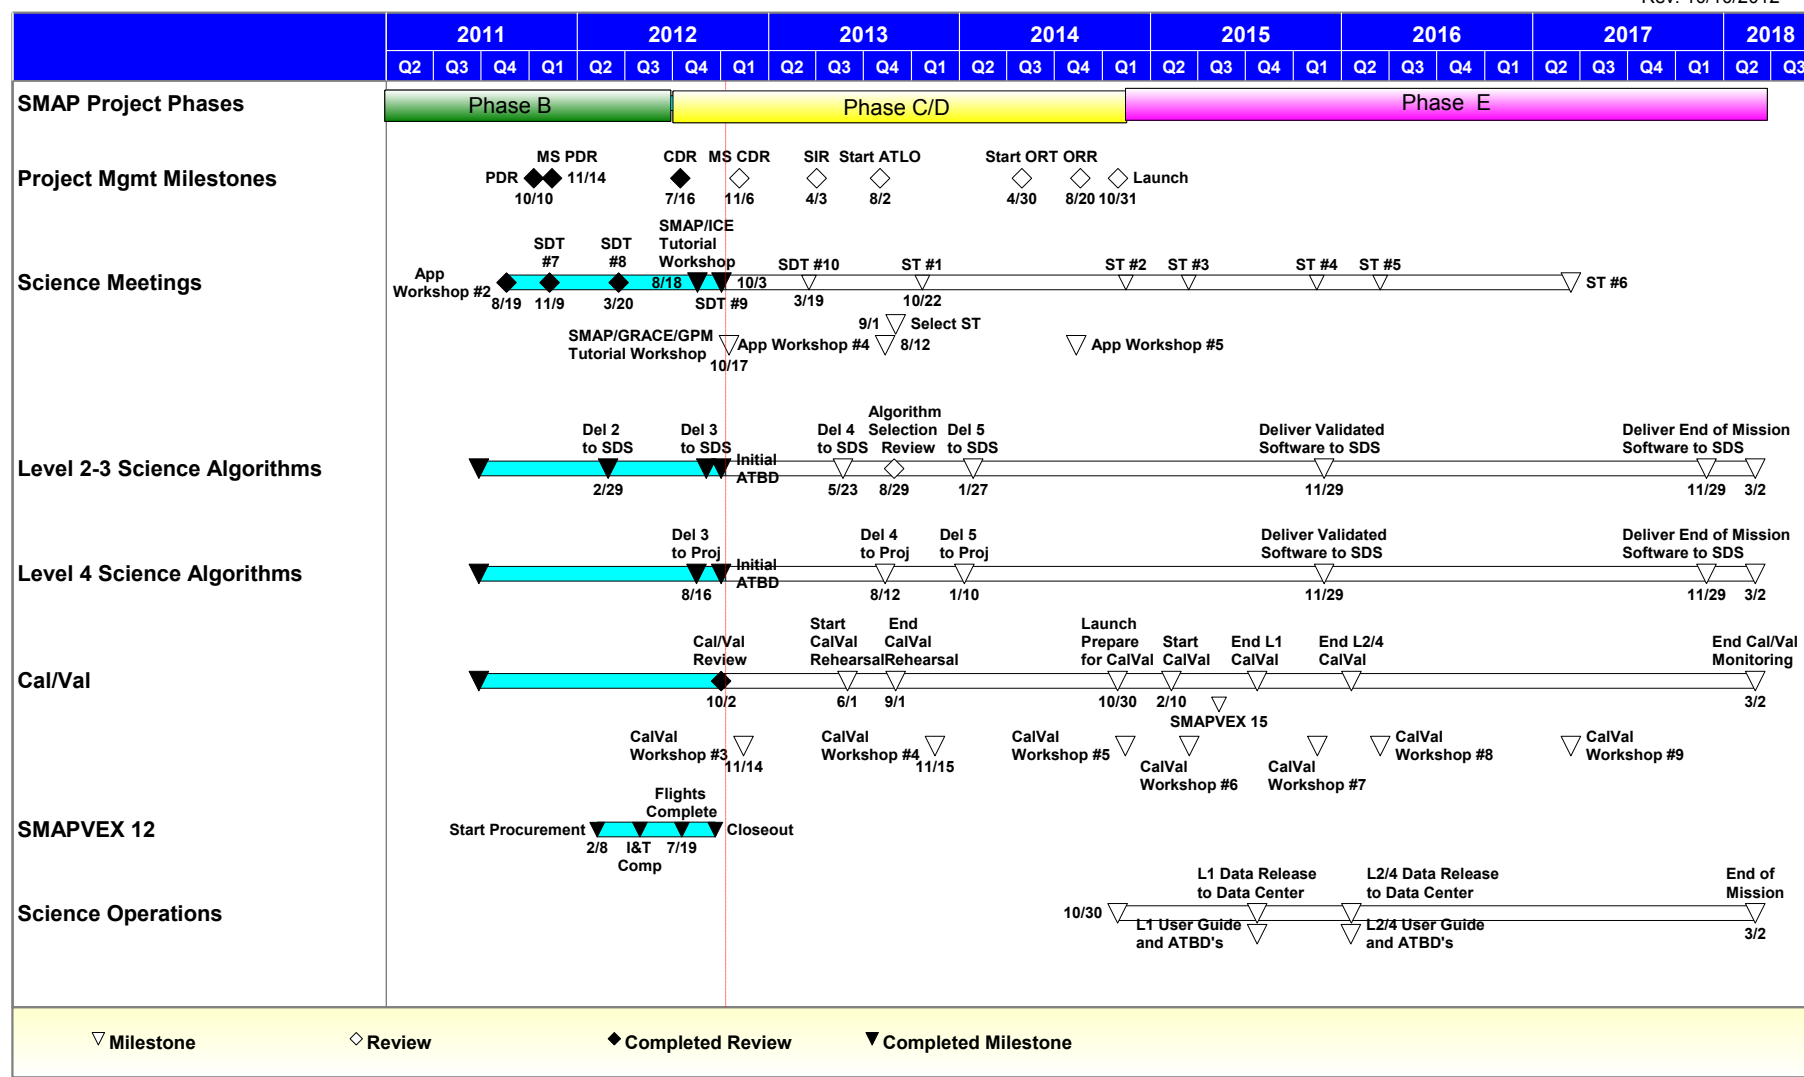 Rev. 10/16/2012
2011 2012 2013 2014 2015 2016 2017 2018
Q2 Q3 Q4 Q1 Q2 Q3 Q4 Q1 Q2 Q3 Q4 Q1 Q2 Q3 Q4 Q1 Q2 Q3 Q4 Q1 Q2 Q3 Q4 Q1 Q2 Q3 Q4 Q1 Q2 Q3
SMAP Project Phases
Phase B
Phase C/D
Phase E
Project Mgmt Milestones
MS PDR CDR MS CDR SIR Start ATLO Start ORT ORR
PDR 11/14 Launch
10/10 7/16 11/6 4/3 8/2 4/30 8/20 10/31
Science Meetings
App
Workshop #2
8/19
SDT
#7
11/9
SDT
#8
3/20
SMAP/ICE
Tutorial
Workshop
8/18
SDT #9
10/3
SDT #10
3/19
ST #1
10/22
ST #2
ST #3
ST #4
ST #5
ST #6
9/1 Select ST
SMAP/GRACE/GPM
Tutorial Workshop
10/17
App Workshop #4
8/12
App Workshop #5
Level 2-3 Science Algorithms
Del 2
to SDS
2/29
Del 3
to SDS
Initial
ATBD
Del 4
to SDS
5/23
Algorithm
Selection
Review
8/29
Del 5
to SDS
1/27
Deliver Validated
Software to SDS
11/29
Deliver End of Mission
Software to SDS
11/29
3/2
Level 4 Science Algorithms
Del 3
to Proj
8/16
Initial
ATBD
Del 4
to Proj
8/12
Del 5
to Proj
1/10
Deliver Validated
Software to SDS
11/29
Deliver End of Mission
Software to SDS
11/29
3/2
Cal/Val
Cal/Val
Review
10/2
Start
CalVal
Rehearsal
6/1
End
CalVal
Rehearsal
9/1
Launch
Prepare
for CalVal
10/30
Start
CalVal
2/10
End L1
CalVal
End L2/4
CalVal
End Cal/Val
Monitoring
3/2
SMAPVEX 15
CalVal
Workshop #3
11/14
CalVal
Workshop #4
11/15
CalVal
Workshop #5
CalVal
Workshop #6
CalVal
Workshop #7
CalVal
Workshop #8
CalVal
Workshop #9
SMAPVEX 12
Start Procurement
2/8
I&T
Comp
Flights
Complete
7/19
Closeout
Science Operations
10/30
L1 Data Release
to Data Center
L1 User Guide
and ATBD's
L2/4 Data Release
to Data Center
L2/4 User Guide
and ATBD's
End of
Mission
3/2
Milestone
Review
Completed Review
Completed Milestone